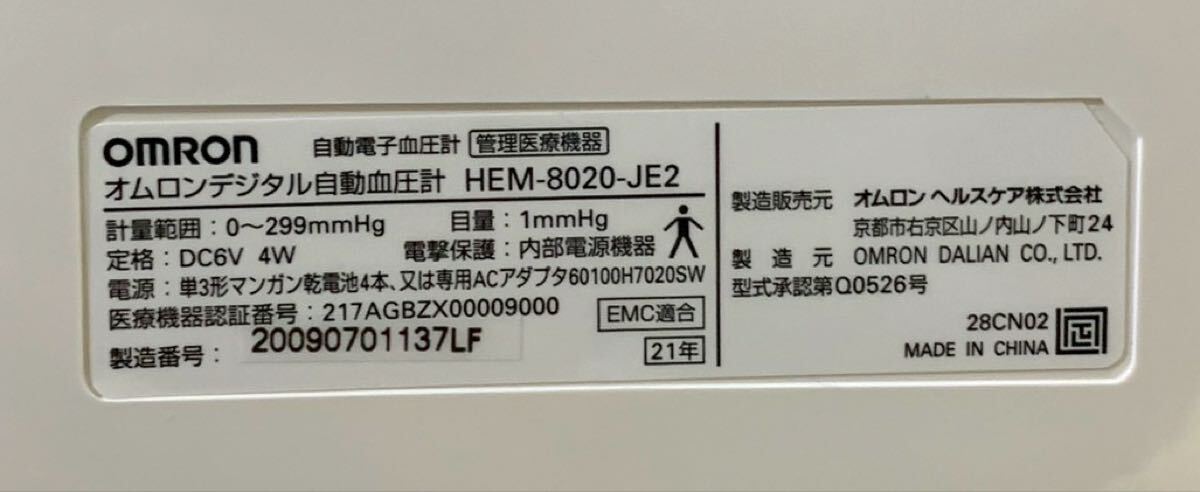 OMRON 自動電子血圧計 管理医療機器
オムロンデジタル自動血圧計 HEM-8020-JE2
計量範囲：0～299mmHg 目量：1mmHg
定格：DC6V 4W 電撃保護：内部電源機器
電源：単3形マンガン乾電池4本、又は専用ACアダプタ60100H7020SW
医療機器認証番号：217AGBZX00009000 EMC適合
製造番号：20090701137LF 21年
製造販売元 オムロン ヘルスケア株式会社
京都市右京区山ノ内山ノ下町24
製造元 OMRON DALIAN CO., LTD.
型式承認第Q0526号
28CN02
MADE IN CHINA 正